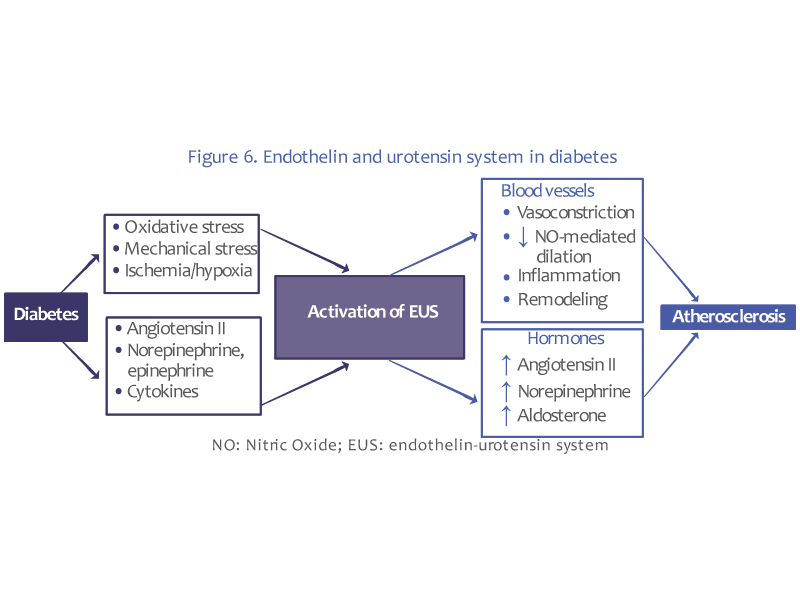 Figure 6. Endothelin and urotensin system in diabetes
Diabetes
• Oxidative stress
• Mechanical stress
• Ischemia/hypoxia
• Angiotensin II
• Norepinephrine,
epinephrine
• Cytokines
Activation of EUS
Blood vessels
• Vasoconstriction
• ↓ NO-mediated
dilation
• Inflammation
• Remodeling
Hormones
↑ Angiotensin II
↑ Norepinephrine
↑ Aldosterone
Atherosclerosis
NO: Nitric Oxide; EUS: endothelin-urotensin system